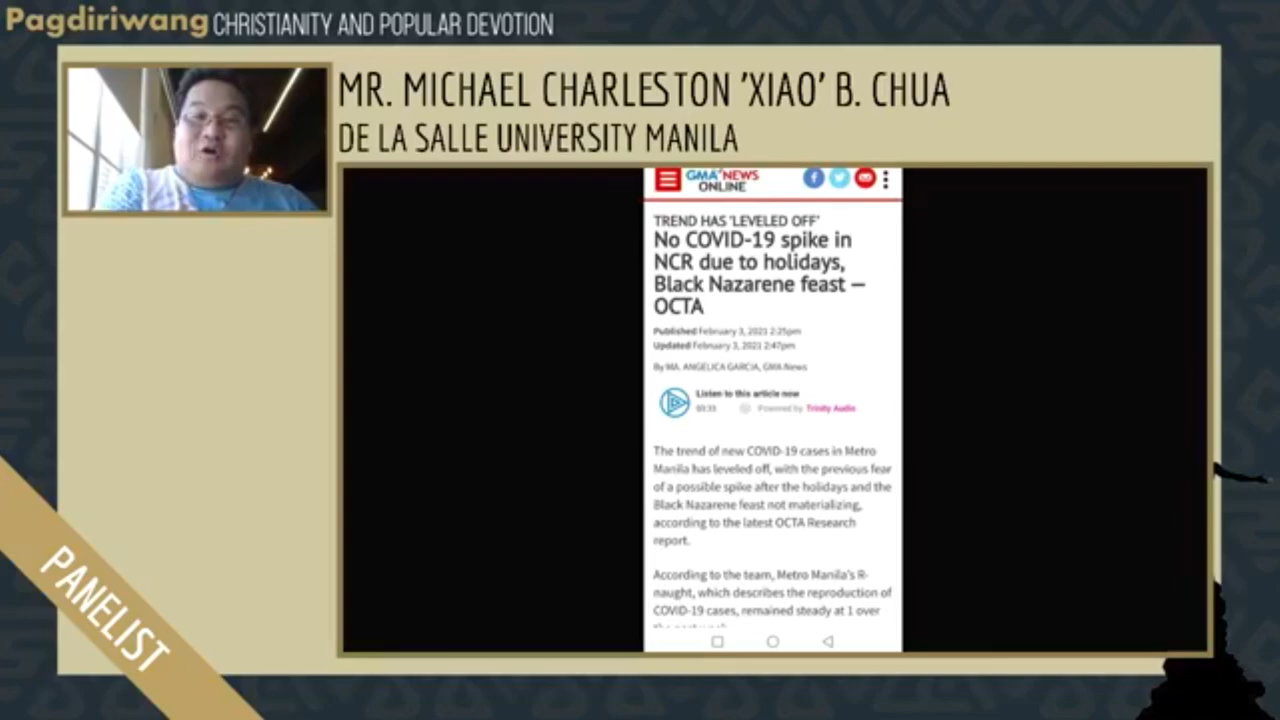 Pagdiriwang CHRISTIANITY AND POPULAR DEVOTION
MR. MICHAEL CHARLESTON 'XIAO' B. CHUA
DE LA SALLE UNIVERSITY MANILA
GMA NEWS
ONLINE
TREND HAS 'LEVELED OFF'
No COVID-19 spike in
NCR due to holidays,
Black Nazarene feast —
OCTA
Published February 3, 2021 2:25pm
Updated February 3, 2021 2:47pm
By MA. ANGELICA GARCIA, GMA News
Listen to this article now
Powered by Trinity Audio
The trend of new COVID-19 cases in Metro
Manila has leveled off, with the previous fear
of a possible spike after the holidays and the
Black Nazarene feast not materializing,
according to the latest OCTA Research
report.
According to the team, Metro Manila's R-
naught, which describes the reproduction of
COVID-19 cases, remained steady at 1 over
PANELIST